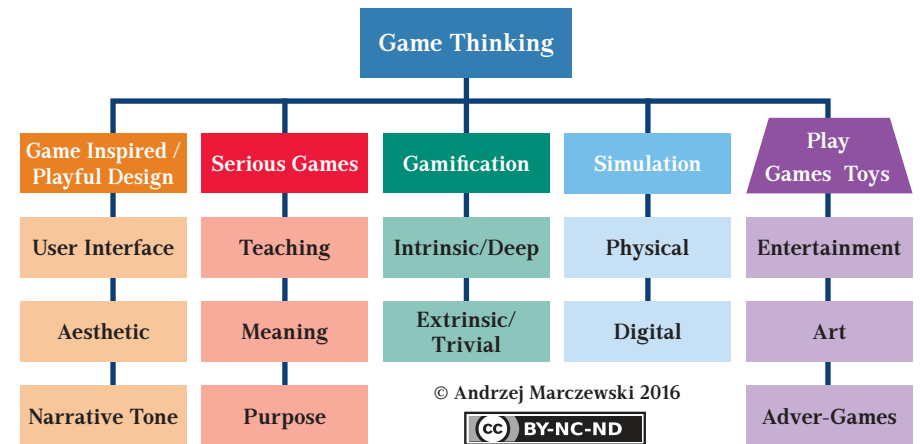 Game Thinking
Game Inspired /
Playful Design
Serious Games
Gamification
Simulation
Play
Games Toys
User Interface
Teaching
Intrinsic/Deep
Physical
Entertainment
Aesthetic
Meaning
Extrinsic/
Trivial
Digital
Art
Narrative Tone
Purpose
© Andrzej Marczewski 2016
cc BY-NC-ND
Adver-Games